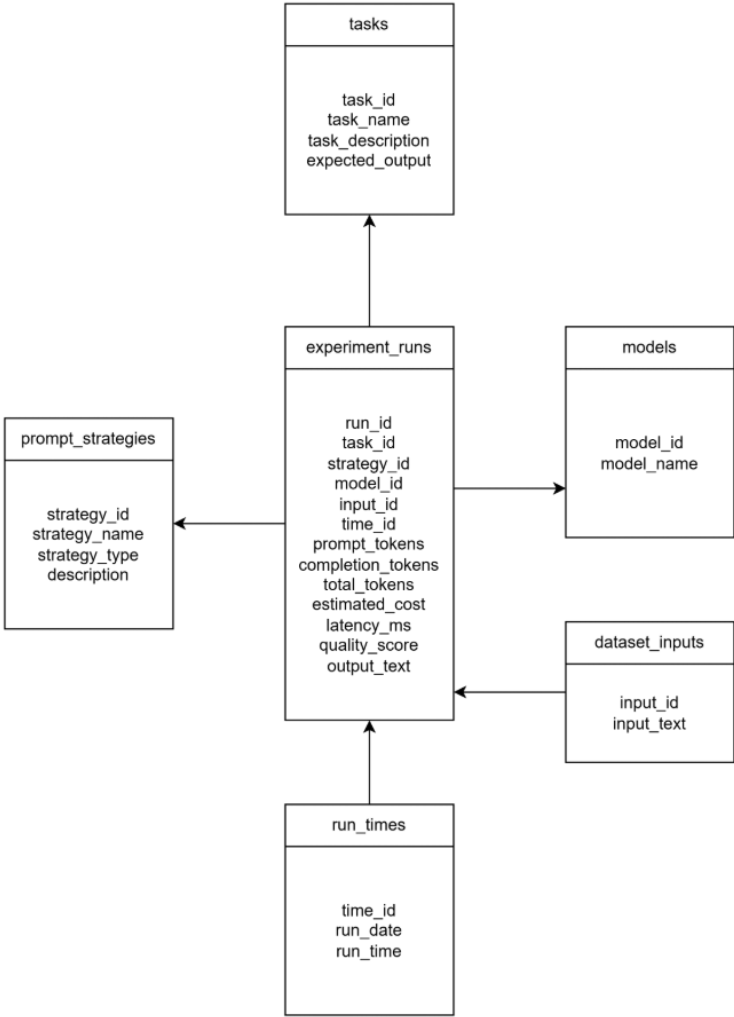 tasks
task_id
task_name
task_description
expected_output
experiment_runs
run_id
task_id
strategy_id
model_id
input_id
time_id
prompt_tokens
completion_tokens
total_tokens
estimated_cost
latency_ms
quality_score
output_text
models
model_id
model_name
prompt_strategies
strategy_id
strategy_name
strategy_type
description
dataset_inputs
input_id
input_text
run_times
time_id
run_date
run_time